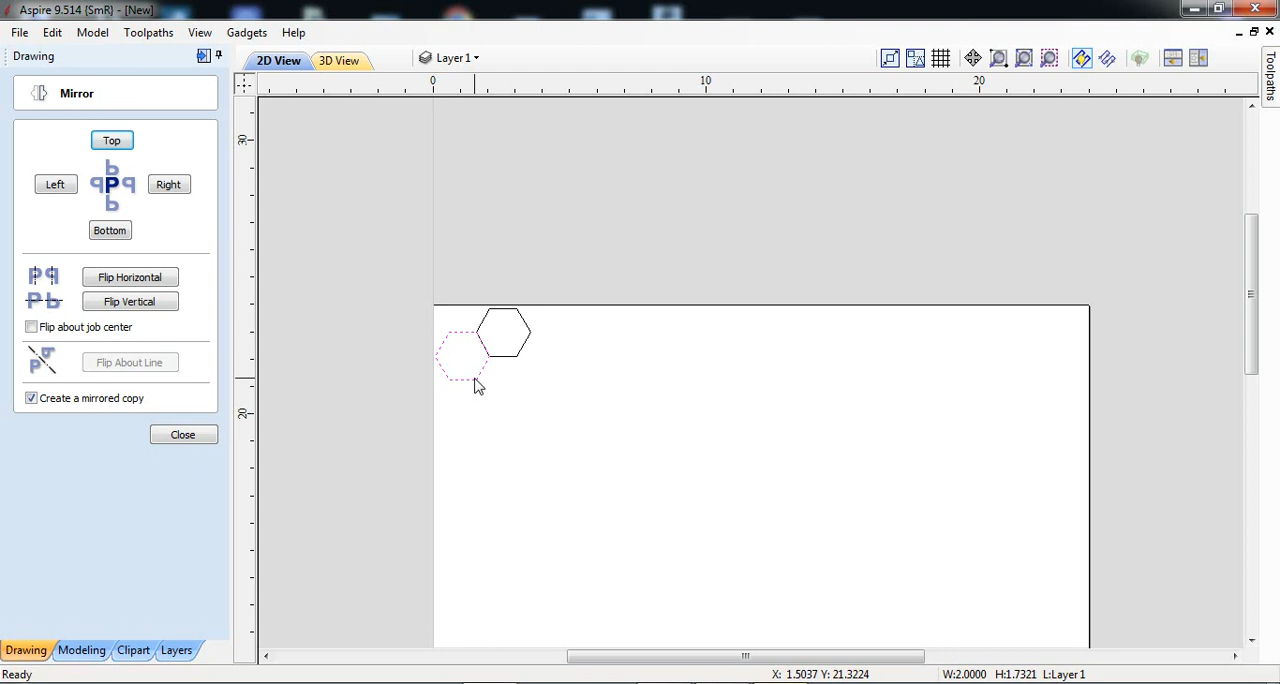 Aspire 9.514 {SmR} - [New]
File Edit Model Toolpaths View Gadgets Help
Drawing
2D View 3D View Layer 1
Toolpaths
Mirror
0 10 20
30
20
Top
Left
Right
Bottom
Flip Horizontal
Flip Vertical
Flip about job center
Flip About Line
Create a mirrored copy
Close
Drawing Modeling Clipart Layers
Ready
X: 1.5037 Y: 21.3224
W:2.0000 H:1.7321 L:Layer 1